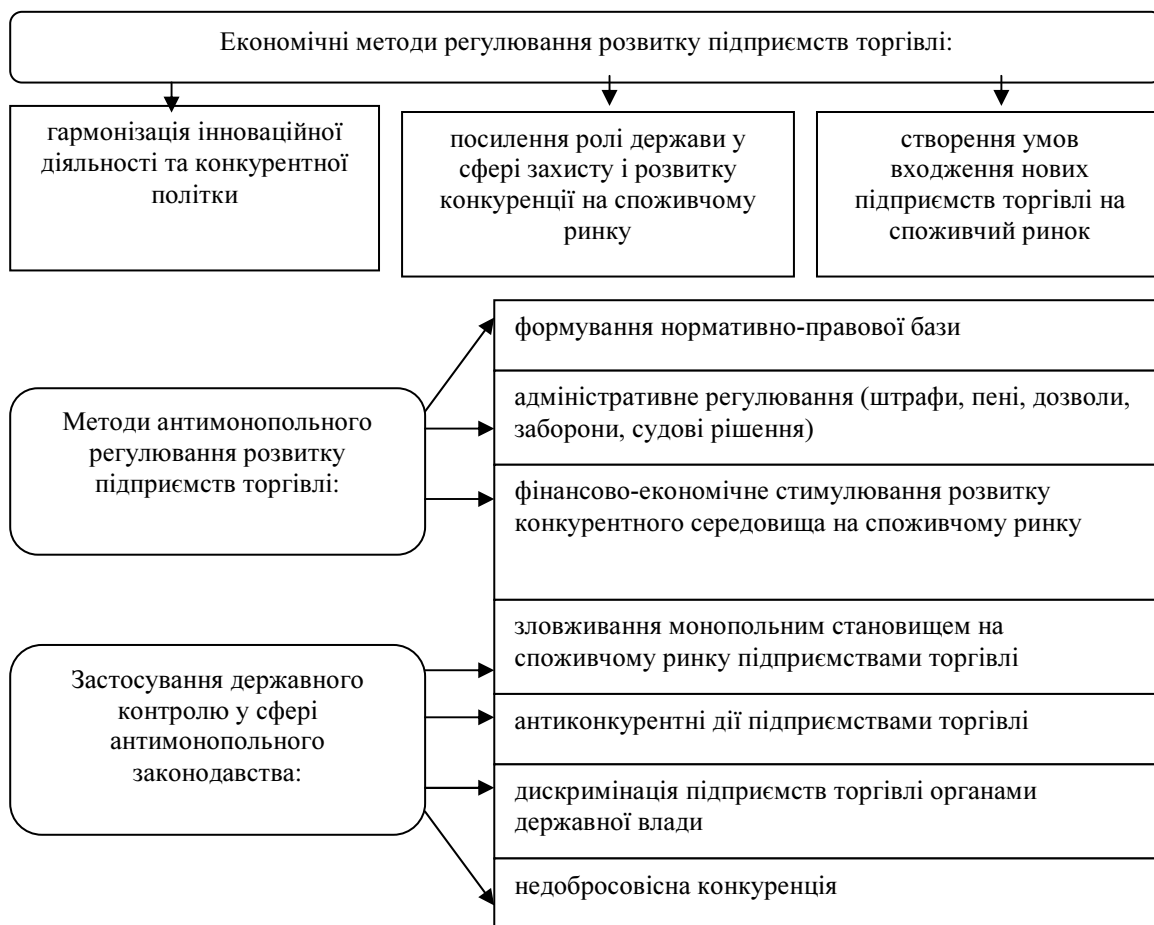 Економічні методи регулювання розвитку підприємств торгівлі:
гармонізація інноваційної
діяльності та конкурентної
політки
посилення ролі держави у
сфері захисту і розвитку
конкуренції на споживчому
ринку
створення умов
входження нових
підприємств торгівлі на
споживчий ринок
Методи антимонопольного
регулювання розвитку
підприємств торгівлі:
формування нормативно-правової бази
адміністративне регулювання (штрафи, пені, дозволи,
заборони, судові рішення)
фінансово-економічне стимулювання розвитку
конкурентного середовища на споживчому ринку
Застосування державного
контролю у сфері
антимонопольного
законодавства:
зловживання монопольним становищем на
споживчому ринку підприємствами торгівлі
антиконкурентні дії підприємствами торгівлі
дискримінація підприємств торгівлі органами
державної влади
недобросовісна конкуренція